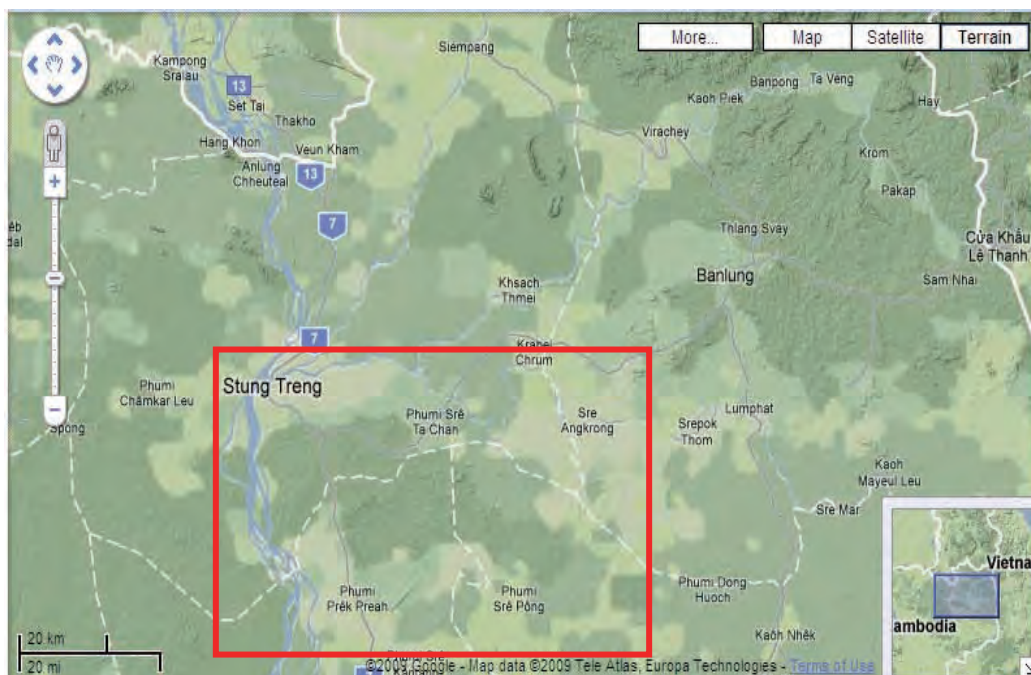 More... Map Satellite Terrain
Siempang
Kampong
Sralau
13
Set Tai
Thakho
Hang Khon
Veun Kham
Anlung
Chheuteal
13
7
Banpong
Ta Veng
Kaoh Piek
Hay
Virachey
Krom
Pakap
Thlang Svay
Cửa Khẩu
Lê Thanh
Banlung
Sam Nhai
Khsach
Thmei
7
Krabei
Chrum
Stung Treng
Phumi
Châmkar Leu
Spong
Phumi Srê
Ta Chan
Sre
Angkrong
Srepok
Thom
Lumphat
Kaoh
Mayeul Leu
Sre Mar
Phumi
Prêk Preah
Phumi
Srê Pông
Phumi Dong
Huoch
Kaôh Nhêk
Vietna
ambodia
20 km
20 mi
©2009 Google - Map data ©2009 Tele Atlas, Europa Technologies - Terms of Use